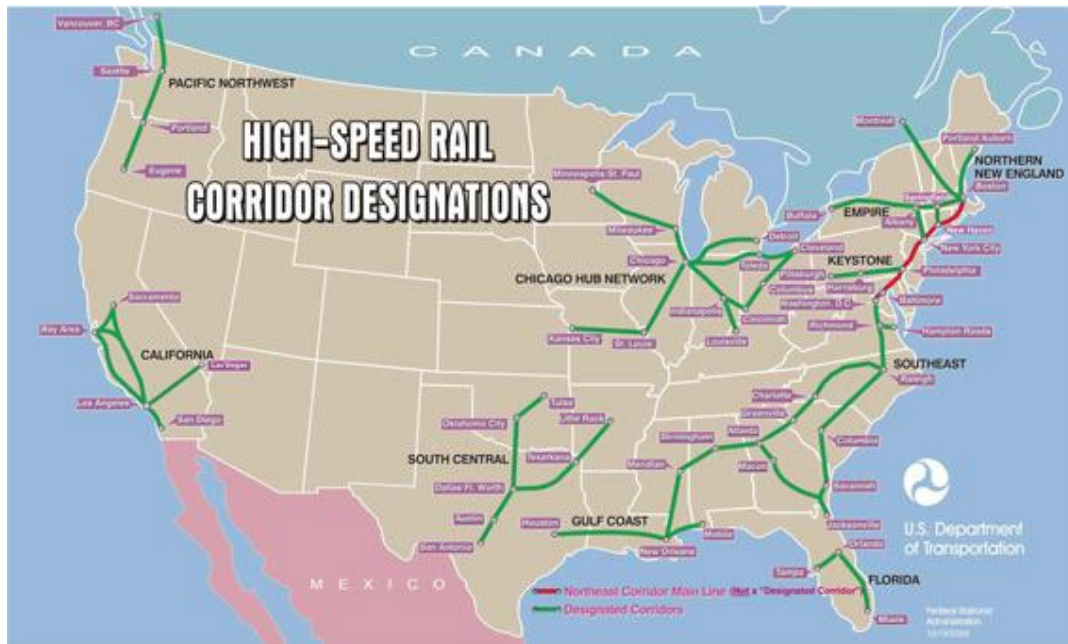 CANADA
Vancouver, BC
Seattle
PACIFIC NORTHWEST
Portland
Eugene
HIGH-SPEED RAIL
CORRIDOR DESIGNATIONS
Minneapolis St. Paul
Milwaukee
Chicago
CHICAGO HUB NETWORK
Detroit
Toledo
Cleveland
Columbus
Indianapolis
Cincinnati
Louisville
Kansas City
St. Louis
Montreal
Portland Auburn
NORTHERN
NEW ENGLAND
Boston
Springfield
Buffalo
EMPIRE
Albany
New Haven
New York City
KEYSTONE
Pittsburgh
Harrisburg
Philadelphia
Washington, D.C.
Baltimore
Richmond
Hampton Roads
SOUTHEAST
Raleigh
Charlotte
Greenville
Atlanta
Columbia
Macon
Savannah
Jacksonville
Sacramento
Bay Area
CALIFORNIA
Las Vegas
Los Angeles
San Diego
Tulsa
Oklahoma City
Little Rock
SOUTH CENTRAL
Texarkana
Dallas Ft. Worth
Austin
San Antonio
Birmingham
Meridian
Houston
GULF COAST
Mobile
New Orleans
Orlando
Tampa
FLORIDA
Miami
MEXICO
U.S. Department
of Transportation
Northeast Corridor Main Line (Not a "Designated Corridor")
Designated Corridors
Federal Railroad
Administration